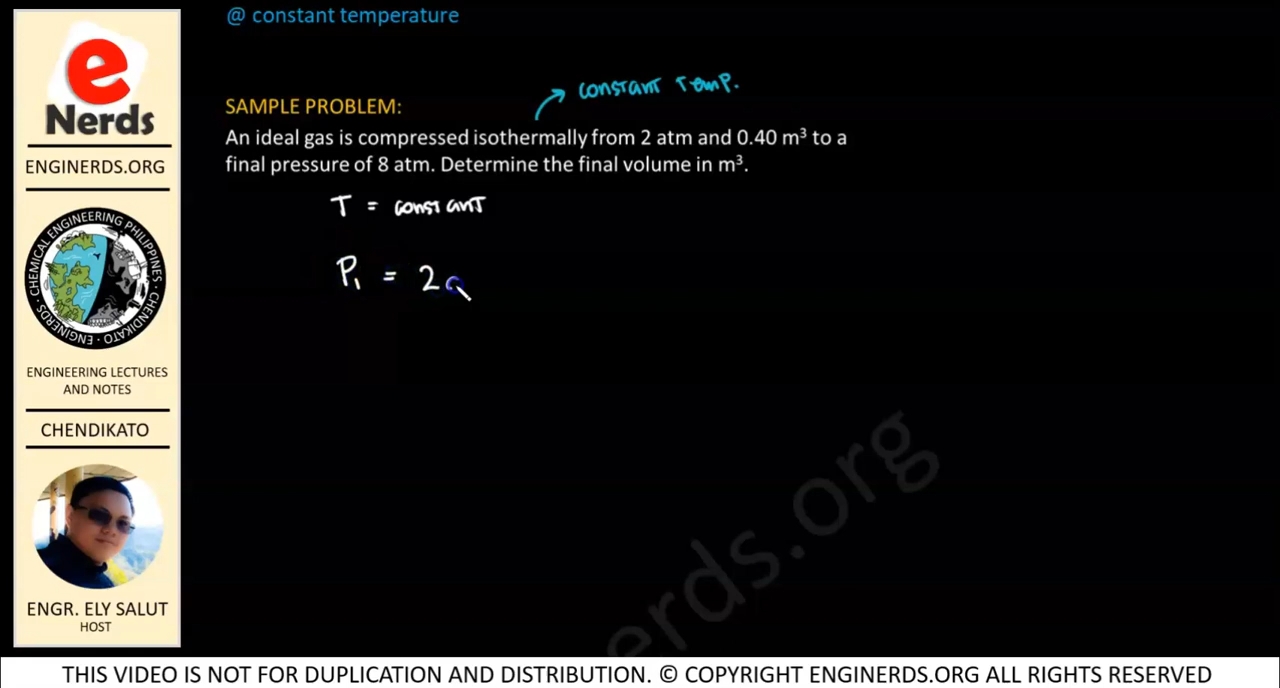 @ constant temperature
constant Temp.
SAMPLE PROBLEM:
An ideal gas is compressed isothermally from 2 atm and 0.40 m³ to a
final pressure of 8 atm. Determine the final volume in m³.
T = constant
P₁ = 2
e
Nerds
ENGINERDS.ORG
CHEMICAL ENGINEERING PHILIPPINES · CHENDIKATO · ENGINERDS ·
ENGINEERING LECTURES
AND NOTES
CHENDIKATO
ENGR. ELY SALUT
HOST
erds.org
THIS VIDEO IS NOT FOR DUPLICATION AND DISTRIBUTION. © COPYRIGHT ENGINERDS.ORG ALL RIGHTS RESERVED